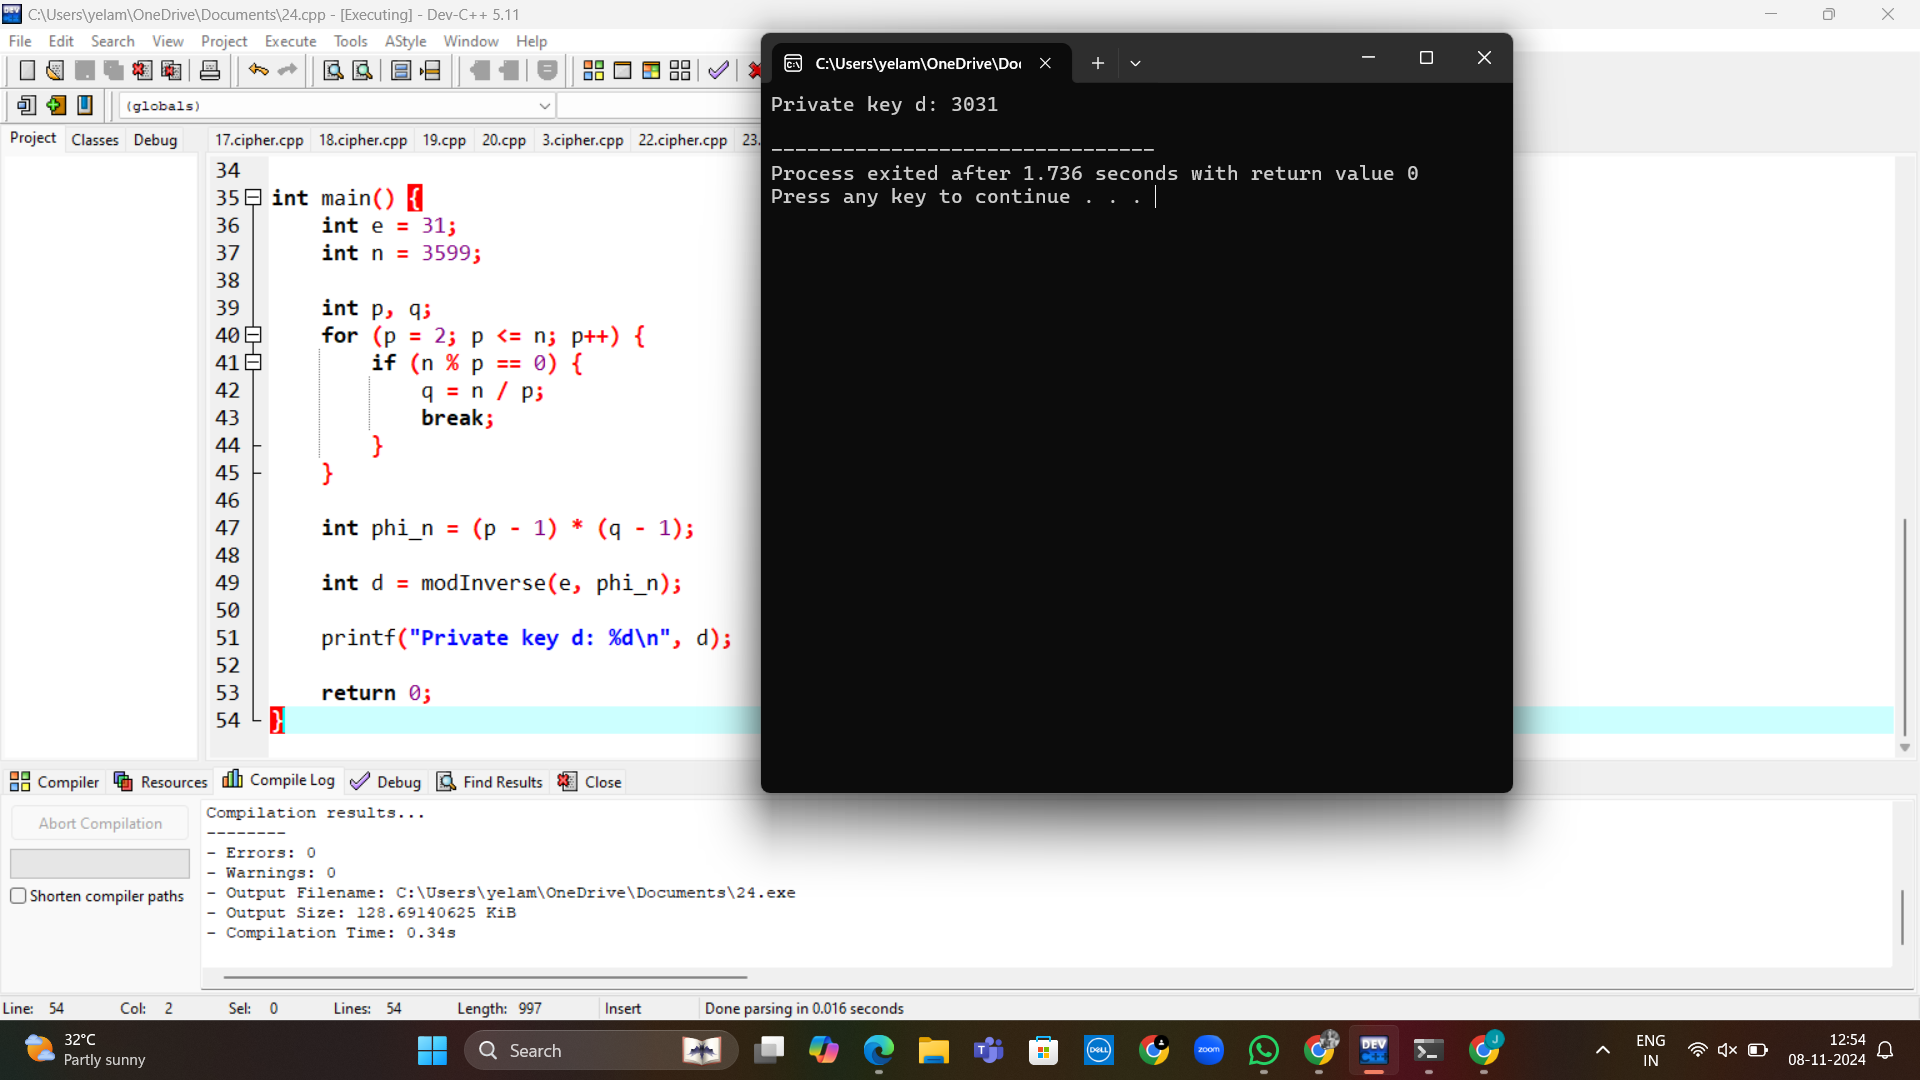 C:\Users\yelam\OneDrive\Documents\24.cpp - [Executing] - Dev-C++ 5.11
File Edit Search View Project Execute Tools AStyle Window Help
(globals)
Project Classes Debug
17.cipher.cpp 18.cipher.cpp 19.cpp 20.cpp 3.cipher.cpp 22.cipher.cpp 23.
34
35 int main() {
36 int e = 31;
37 int n = 3599;
38
39 int p, q;
40 for (p = 2; p <= n; p++) {
41 if (n % p == 0) {
42 q = n / p;
43 break;
44 }
45 }
46
47 int phi_n = (p - 1) * (q - 1);
48
49 int d = modInverse(e, phi_n);
50
51 printf("Private key d: %d\n", d);
52
53 return 0;
54 }
C:\Users\yelam\OneDrive\Do
Private key d: 3031
--------------------------------
Process exited after 1.736 seconds with return value 0
Press any key to continue . . .
Compiler Resources Compile Log Debug Find Results Close
Abort Compilation
Shorten compiler paths
Compilation results...
--------
- Errors: 0
- Warnings: 0
- Output Filename: C:\Users\yelam\OneDrive\Documents\24.exe
- Output Size: 128.69140625 KiB
- Compilation Time: 0.34s
Line: 54 Col: 2 Sel: 0 Lines: 54 Length: 997 Insert Done parsing in 0.016 seconds
32°C
Partly sunny
Search
DELL
zoom
DEV
C++
J
ENG
IN
12:54
08-11-2024